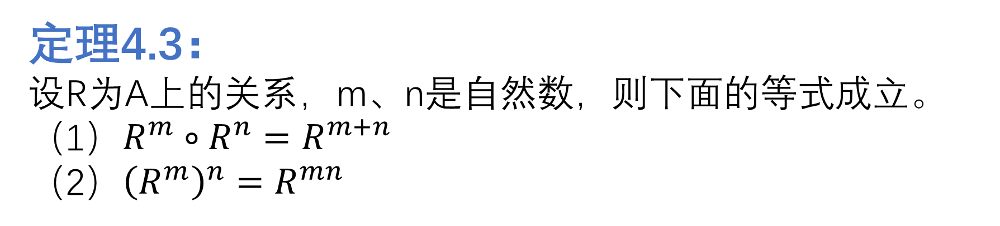 定理4.3：
设R为A上的关系，m、n是自然数，则下面的等式成立。
（1）$R^m \circ R^n = R^{m+n}$
（2）$(R^m)^n = R^{mn}$